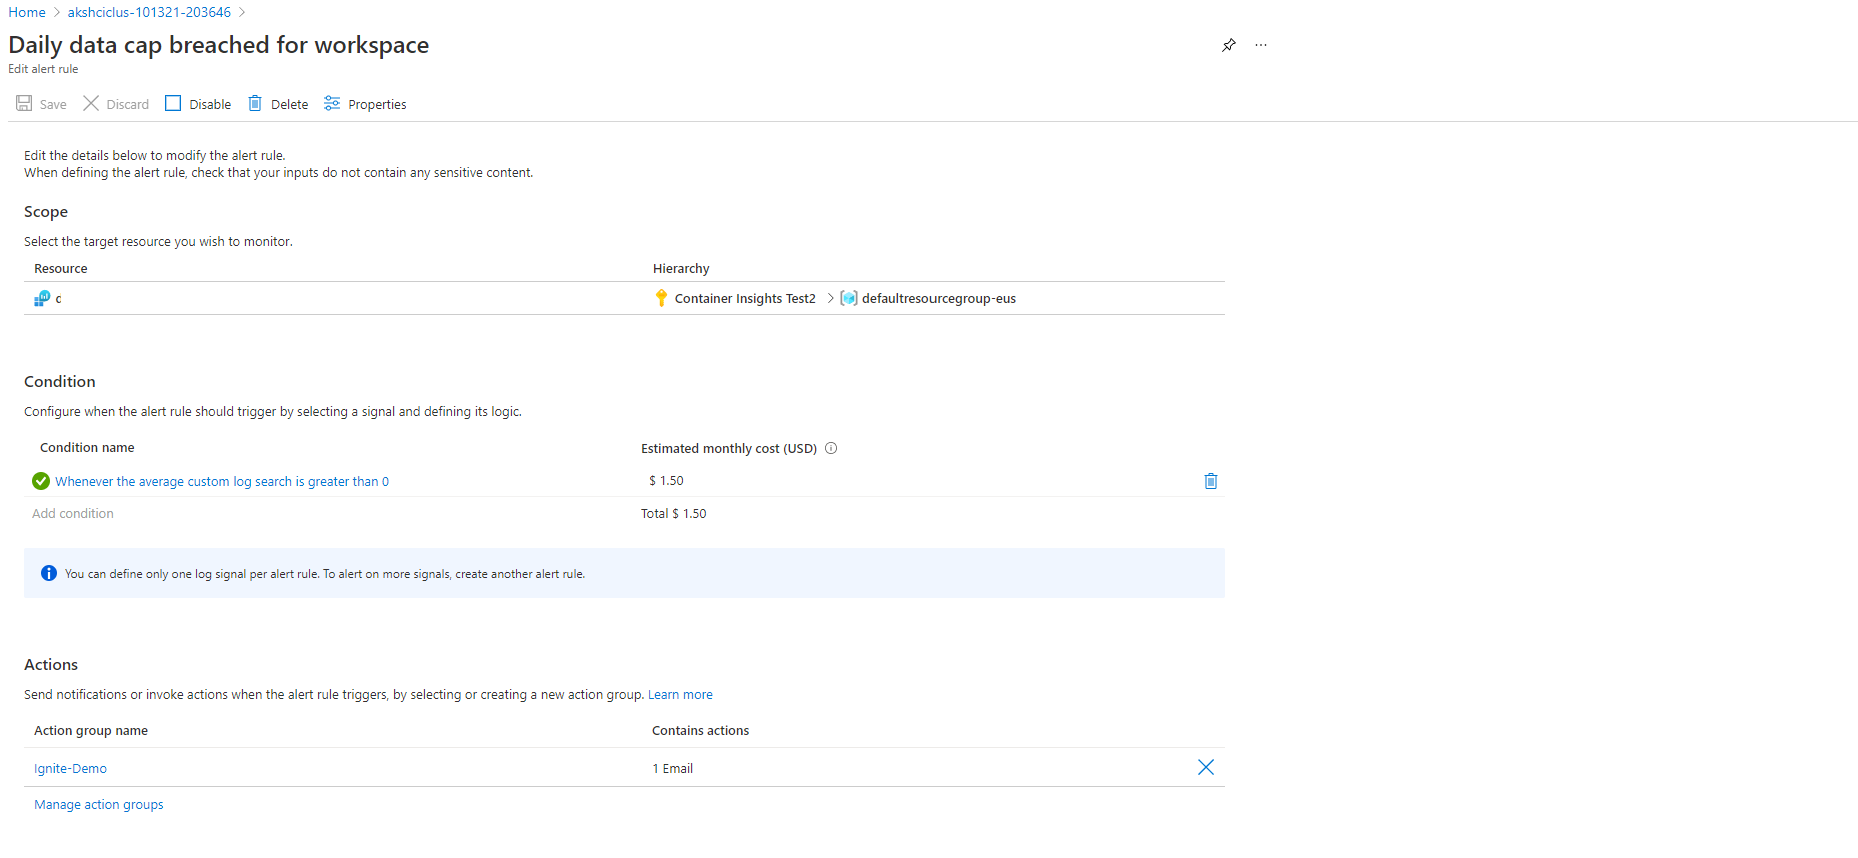 Home > akshciclus-101321-203646 >
Daily data cap breached for workspace
...
Edit alert rule
Save Discard Disable Delete Properties
Edit the details below to modify the alert rule.
When defining the alert rule, check that your inputs do not contain any sensitive content.
Scope
Select the target resource you wish to monitor.
Resource Hierarchy
Container Insights Test2 > defaultresourcegroup-eus
Condition
Configure when the alert rule should trigger by selecting a signal and defining its logic.
Condition name Estimated monthly cost (USD)
Whenever the average custom log search is greater than 0 $ 1.50
Add condition Total $ 1.50
You can define only one log signal per alert rule. To alert on more signals, create another alert rule.
Actions
Send notifications or invoke actions when the alert rule triggers, by selecting or creating a new action group. Learn more
Action group name Contains actions
Ignite-Demo 1 Email
Manage action groups